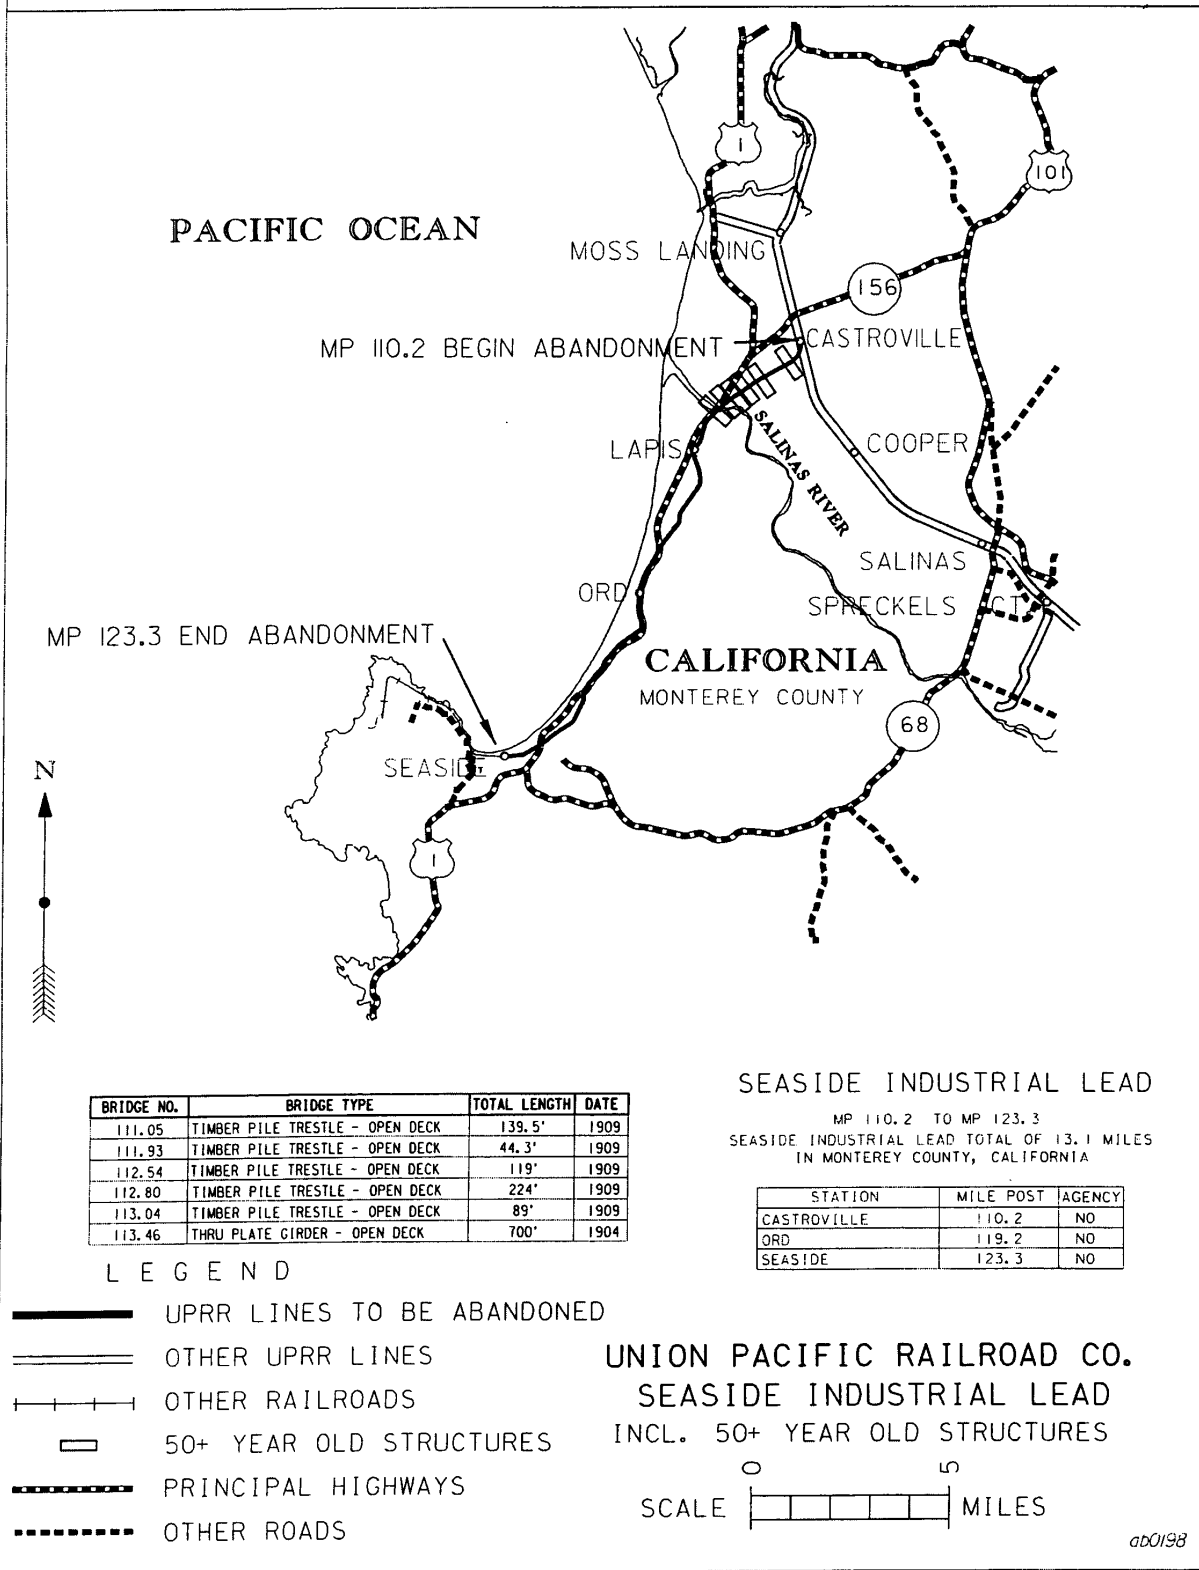 1
101
PACIFIC OCEAN
MOSS LANDING
156
MP 110.2 BEGIN ABANDONMENT
CASTROVILLE
SALINAS RIVER
LAPIS
COOPER
SALINAS
ORD
SPRECKELS JCT.
MP 123.3 END ABANDONMENT
CALIFORNIA
MONTEREY COUNTY
68
SEASIDE
N
1
SEASIDE INDUSTRIAL LEAD
MP 110.2 TO MP 123.3
SEASIDE INDUSTRIAL LEAD TOTAL OF 13.1 MILES
IN MONTEREY COUNTY, CALIFORNIA
BRIDGE NO. BRIDGE TYPE TOTAL LENGTH DATE
111.05 TIMBER PILE TRESTLE - OPEN DECK 139.5' 1909
111.93 TIMBER PILE TRESTLE - OPEN DECK 44.3' 1909
112.54 TIMBER PILE TRESTLE - OPEN DECK 119' 1909
112.80 TIMBER PILE TRESTLE - OPEN DECK 224' 1909
113.04 TIMBER PILE TRESTLE - OPEN DECK 89' 1909
113.46 THRU PLATE GIRDER - OPEN DECK 700' 1904
STATION MILE POST AGENCY
CASTROVILLE 110.2 NO
ORD 119.2 NO
SEASIDE 123.3 NO
LEGEND
UPRR LINES TO BE ABANDONED
OTHER UPRR LINES
OTHER RAILROADS
50+ YEAR OLD STRUCTURES
PRINCIPAL HIGHWAYS
OTHER ROADS
UNION PACIFIC RAILROAD CO.
SEASIDE INDUSTRIAL LEAD
INCL. 50+ YEAR OLD STRUCTURES
0 5
SCALE MILES
ab0198